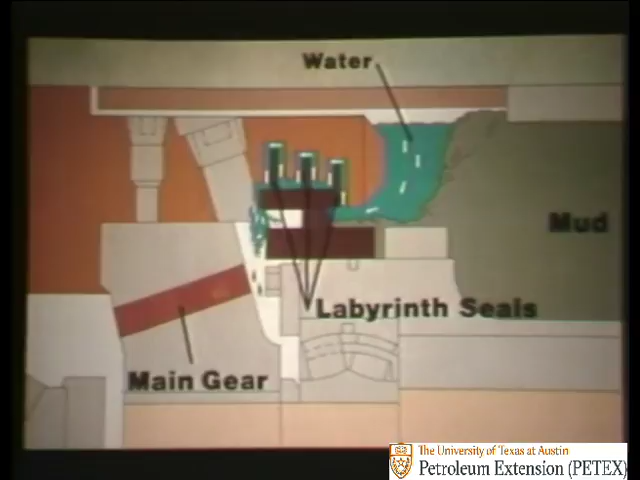 Water
Mud
Labyrinth Seals
Main Gear
The University of Texas at Austin
Petroleum Extension (PETEX)